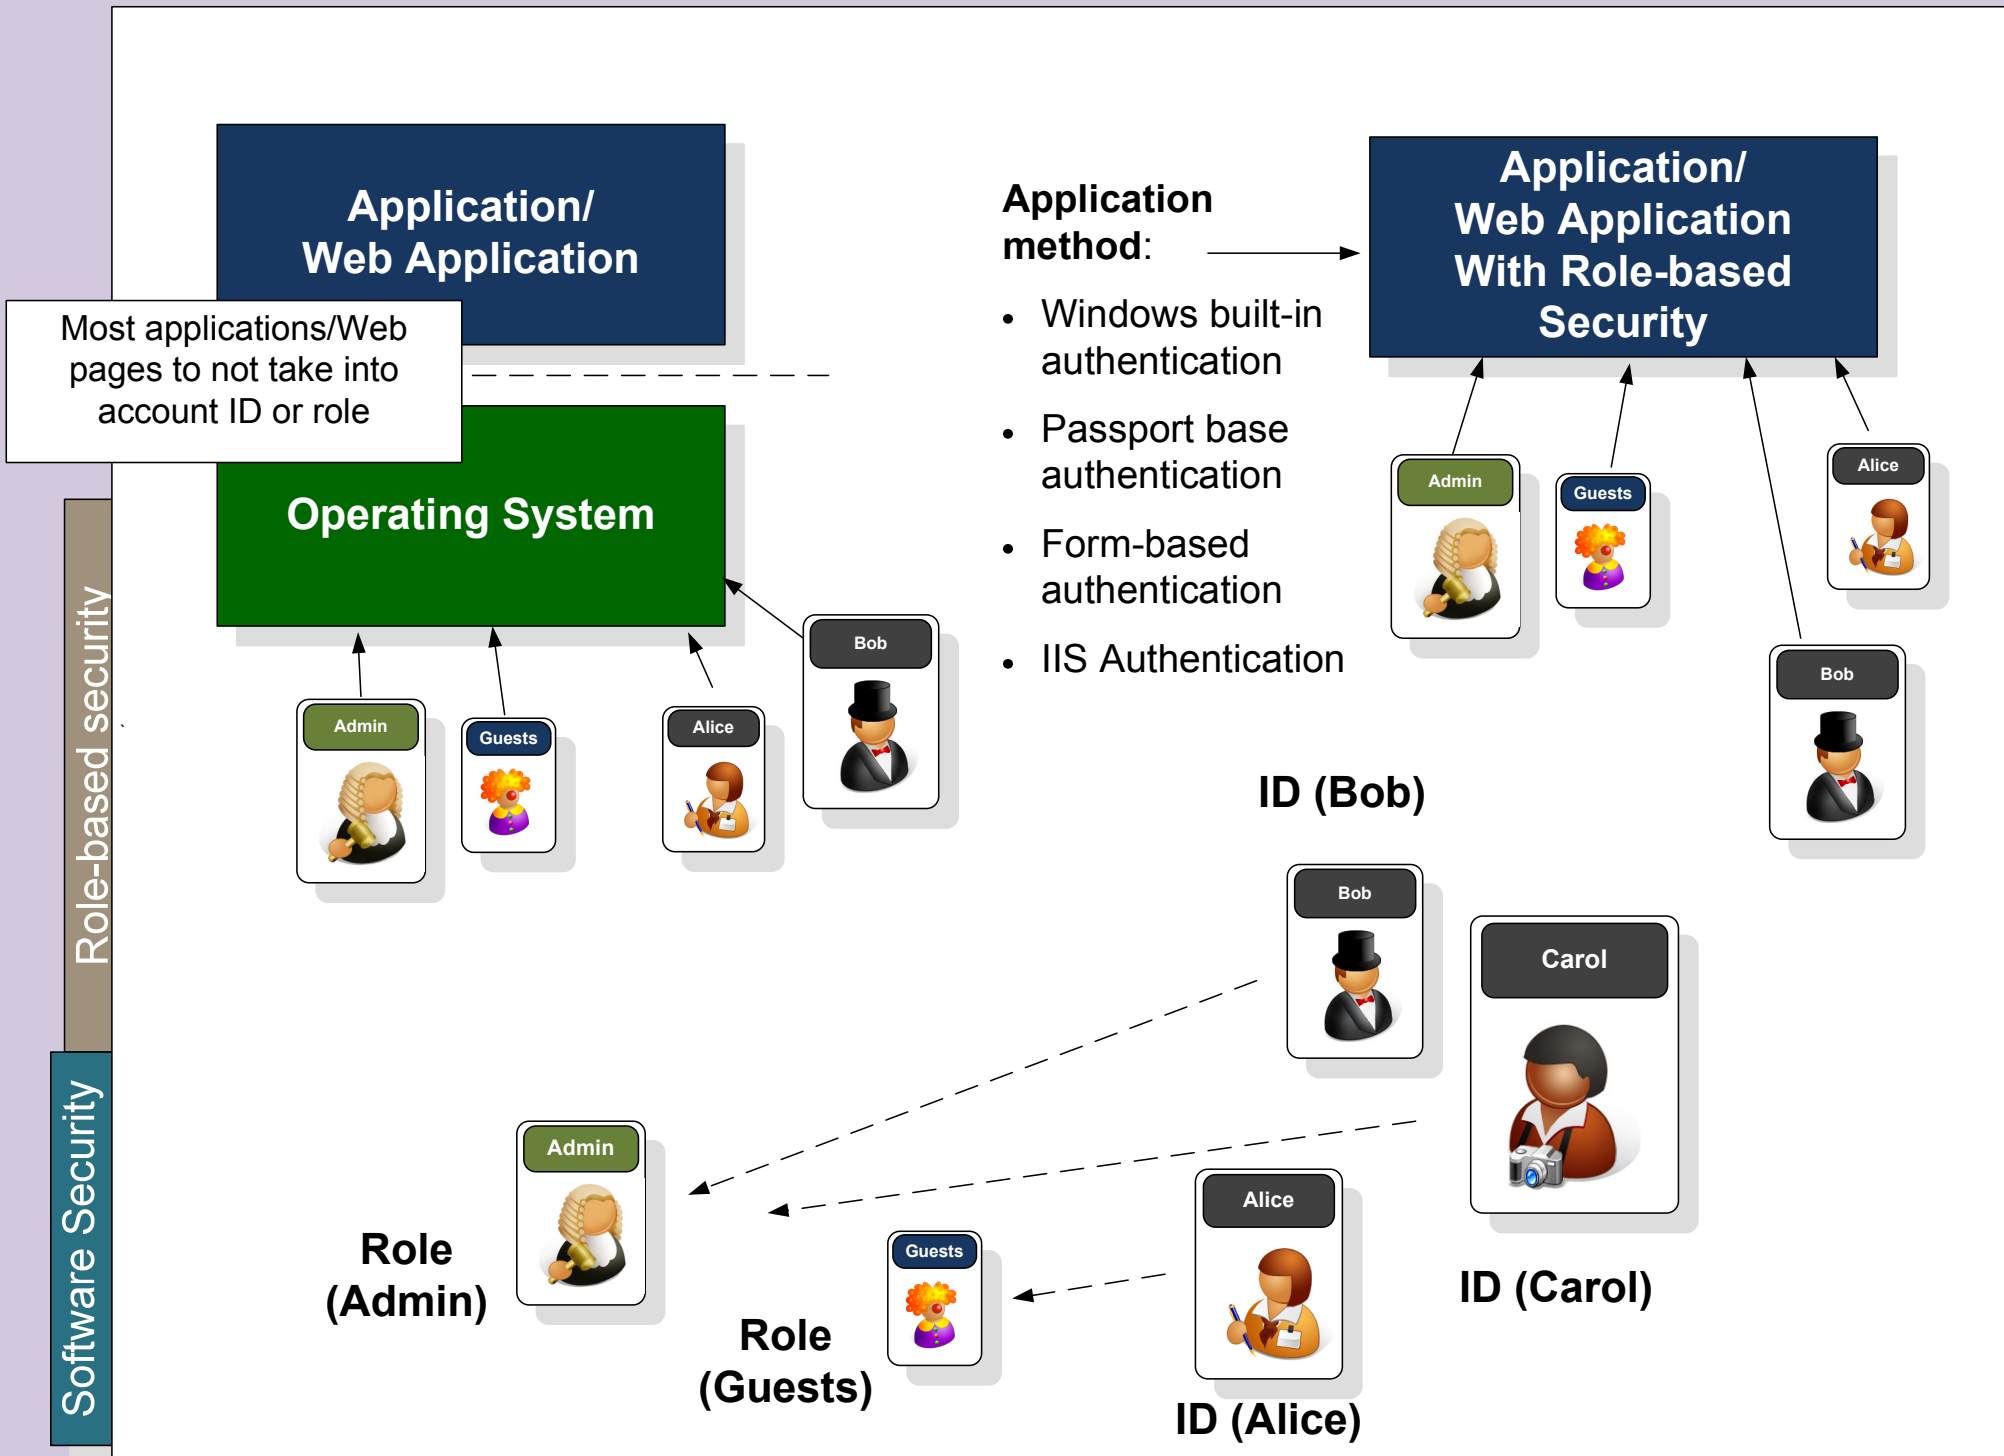 Application/
Web Application
Most applications/Web
pages to not take into
account ID or role
Operating System
Admin
Guests
Alice
Bob
Application
method:
• Windows built-in
authentication
• Passport base
authentication
• Form-based
authentication
• IIS Authentication
Application/
Web Application
With Role-based
Security
Admin
Guests
Alice
Bob
ID (Bob)
Bob
Carol
ID (Carol)
Admin
Role
(Admin)
Guests
Role
(Guests)
Alice
ID (Alice)
Role-based security
Software Security